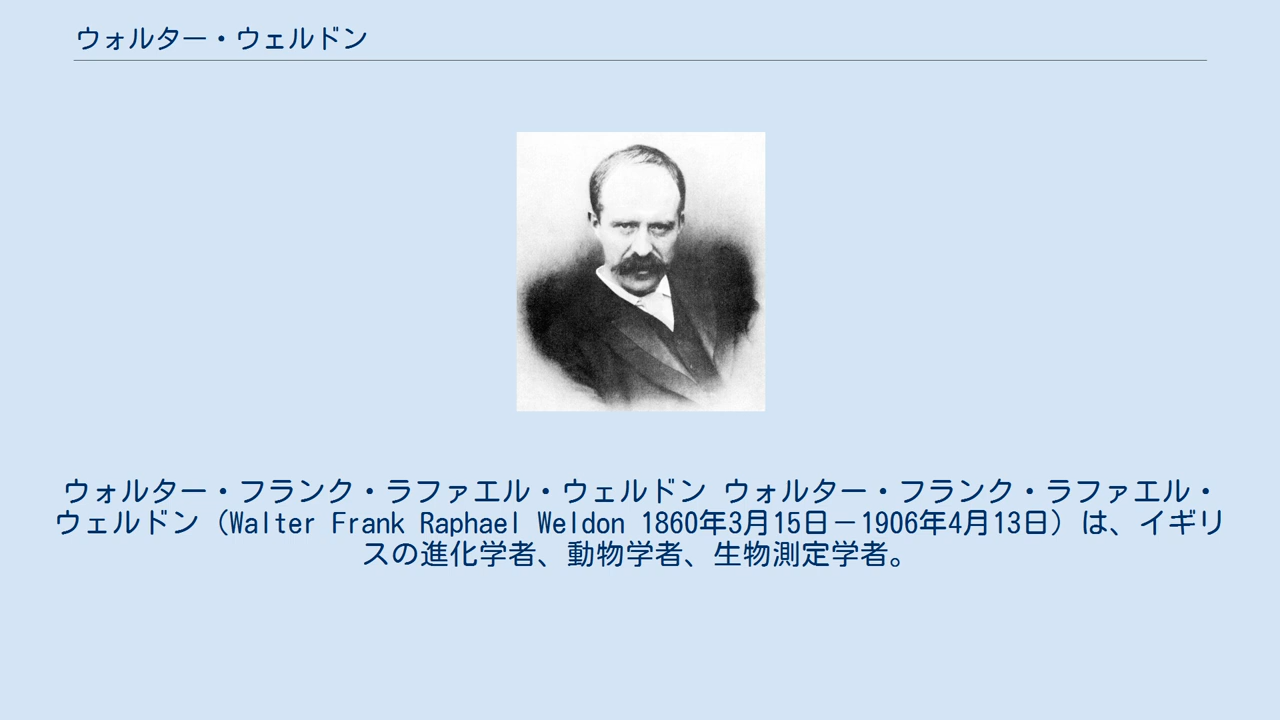 ウォルター・ウェルドン
ウォルター・フランク・ラファエル・ウェルドン ウォルター・フランク・ラファエル・
ウェルドン（Walter Frank Raphael Weldon 1860年3月15日－1906年4月13日）は、イギリ
スの進化学者、動物学者、生物測定学者。